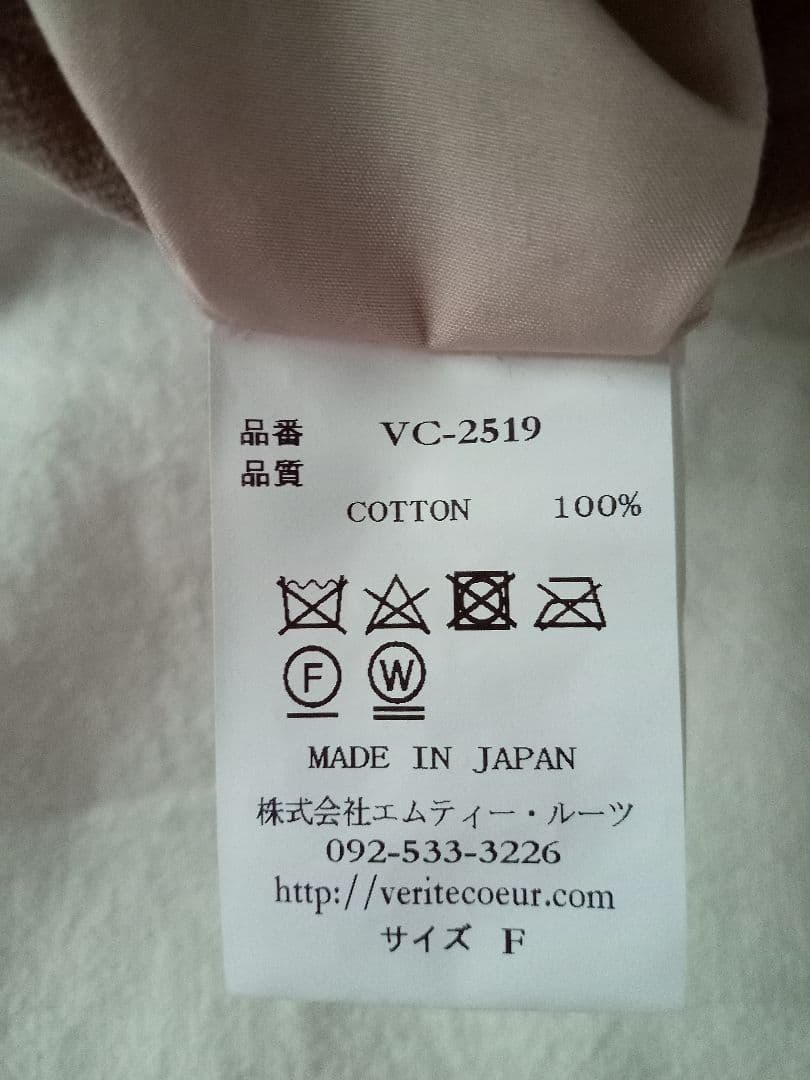 品番 VC-2519
品質
COTTON 100%
F W
MADE IN JAPAN
株式会社エムティー・ルーツ
092-533-3226
http://veritecoeur.com
サイズ F